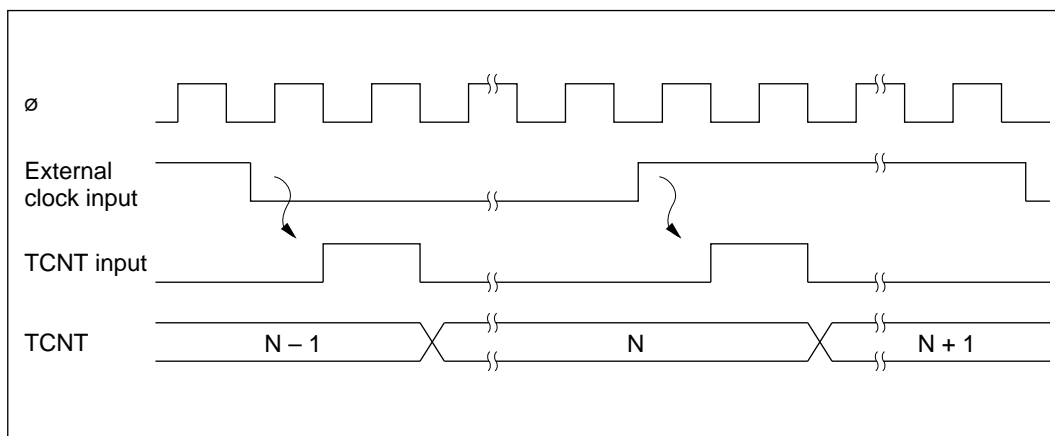 ø
External
clock input
TCNT input
TCNT
N – 1
N
N + 1